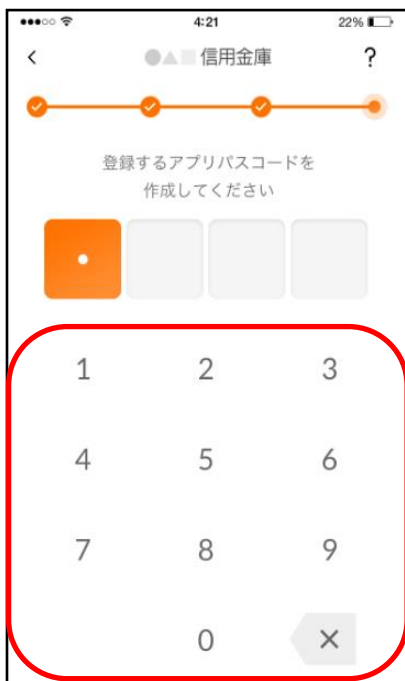 4:21 22%
●▲■信用金庫 ?
登録するアプリパスコードを
作成してください
1 2 3
4 5 6
7 8 9
0 ×